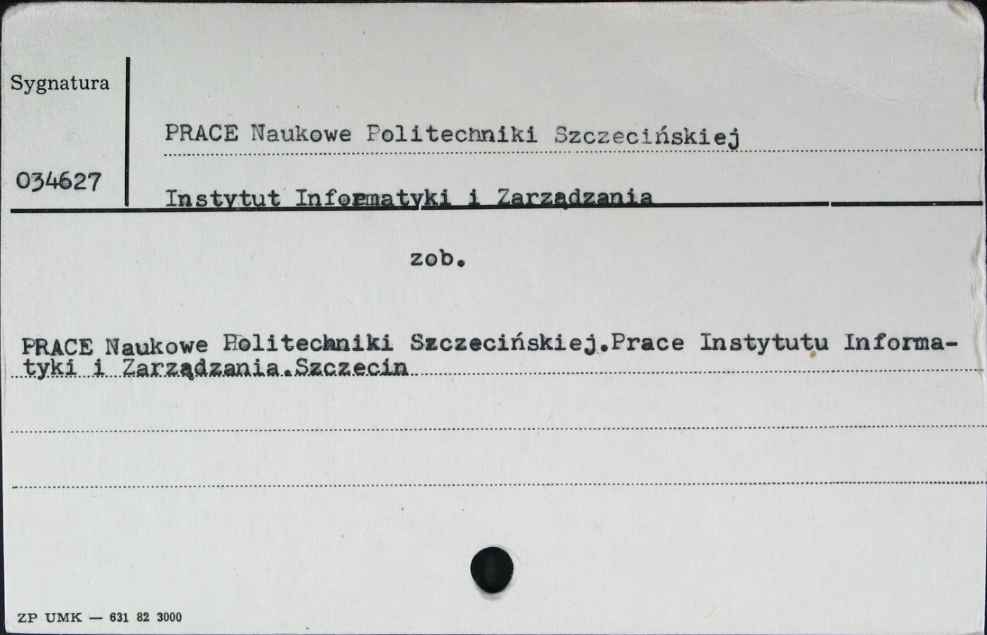 Sygnatura
PRACE Naukowe Politechniki Szczecińskiej
034627
Instytut Informatyki i Zarządzania
zob.
PRACE Naukowe Politechniki Szczecińskiej.Prace Instytutu Informa-
tyki i Zarządzania.Szczecin
ZP UMK — 631 82 3000